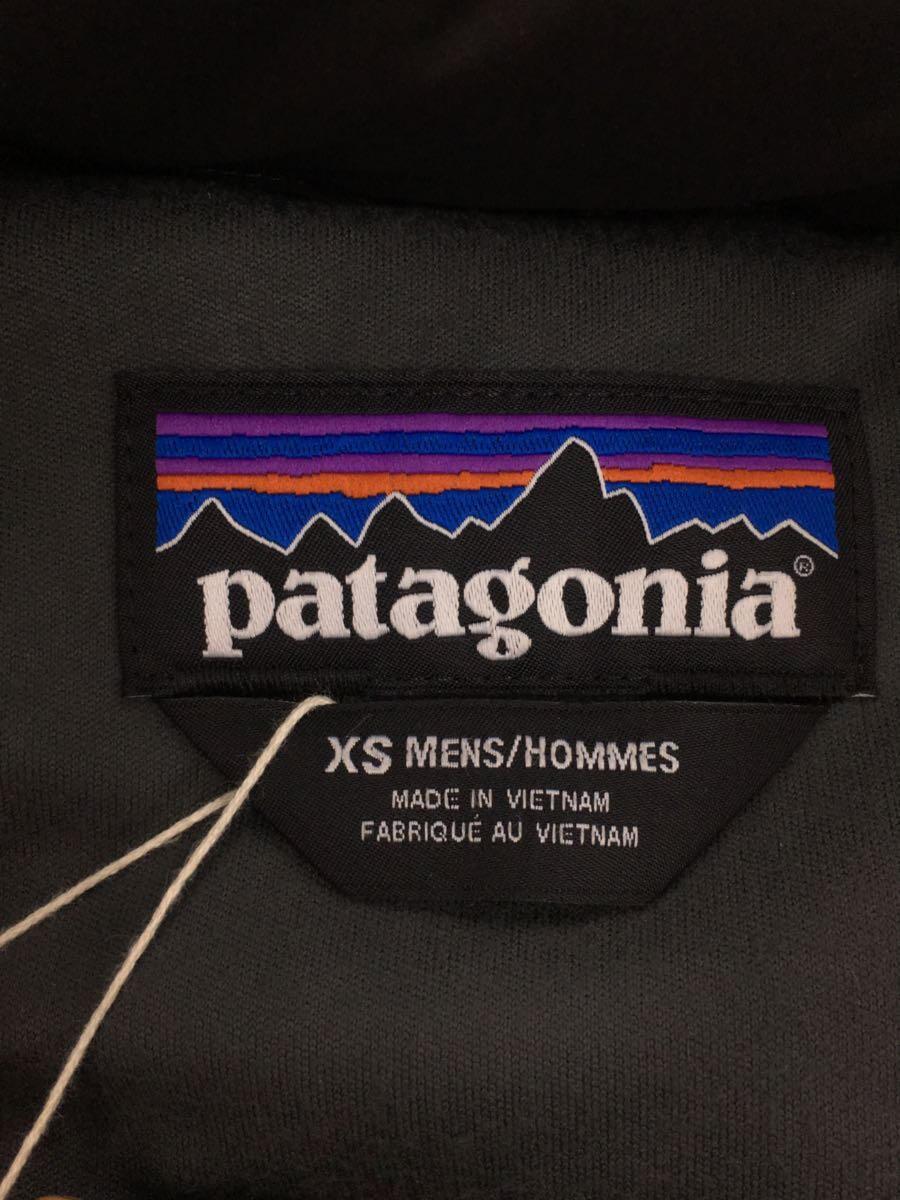 patagonia®
XS MENS/HOMMES
MADE IN VIETNAM
FABRIQUÉ AU VIETNAM